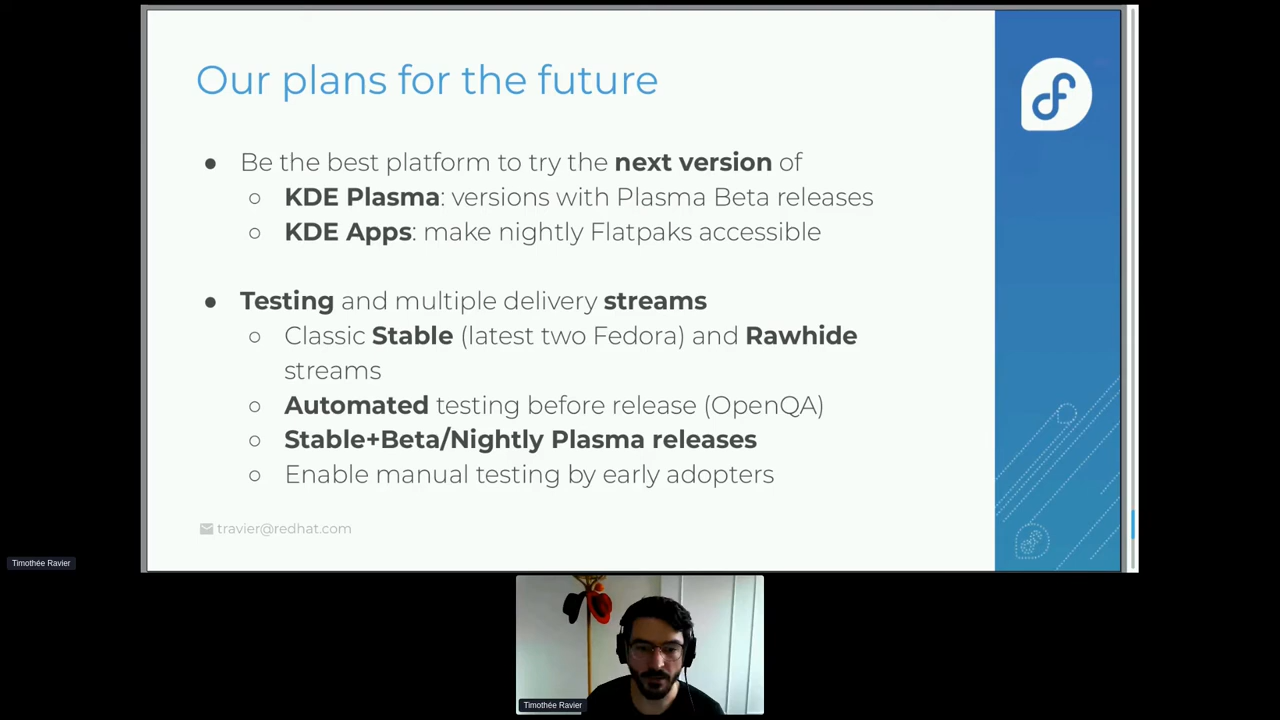 Our plans for the future
● Be the best platform to try the next version of
○ KDE Plasma: versions with Plasma Beta releases
○ KDE Apps: make nightly Flatpaks accessible
● Testing and multiple delivery streams
○ Classic Stable (latest two Fedora) and Rawhide
streams
○ Automated testing before release (OpenQA)
○ Stable+Beta/Nightly Plasma releases
○ Enable manual testing by early adopters
travier@redhat.com
Timothée Ravier
Timothée Ravier